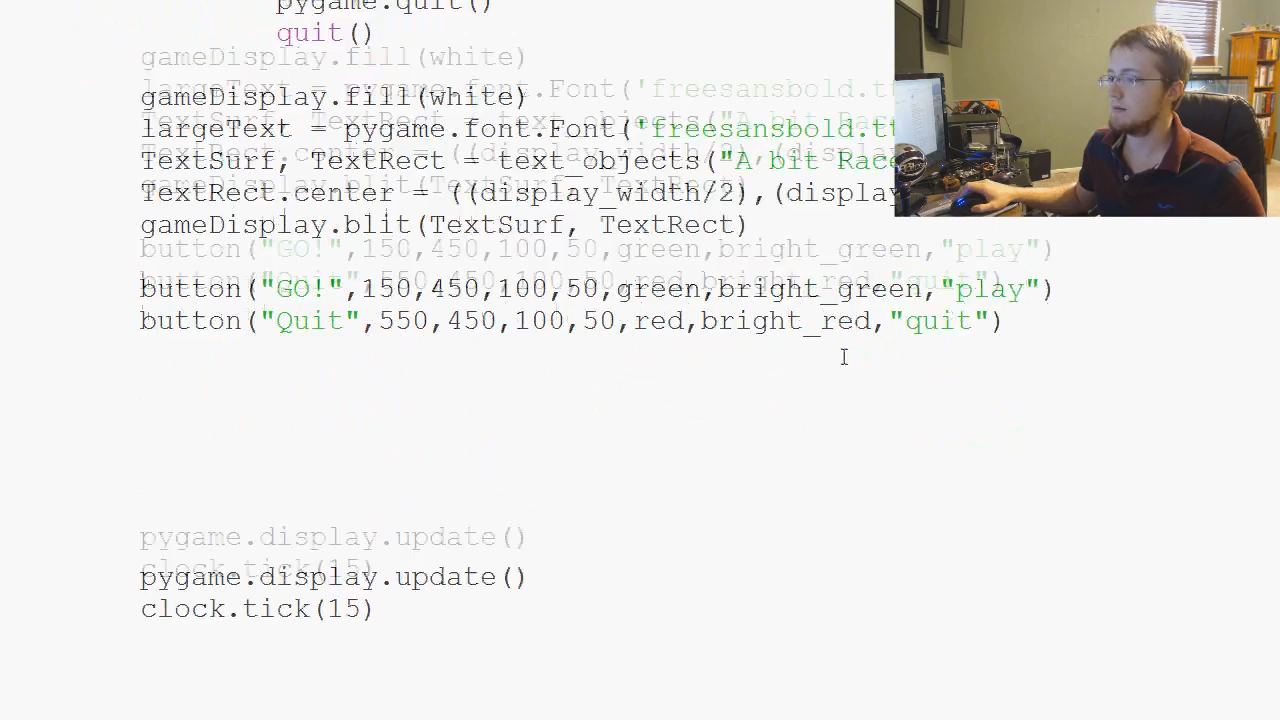 pygame.quit()
quit()
gameDisplay.fill(white)
largeText = pygame.font.Font('freesansbold.tt
TextSurf, TextRect = text_objects("A bit Race
TextRect.center = ((display_width/2),(display
gameDisplay.blit(TextSurf, TextRect)
button("GO!",150,450,100,50,green,bright_green,"play")
button("Quit",550,450,100,50,red,bright_red,"quit")
pygame.display.update()
clock.tick(15)